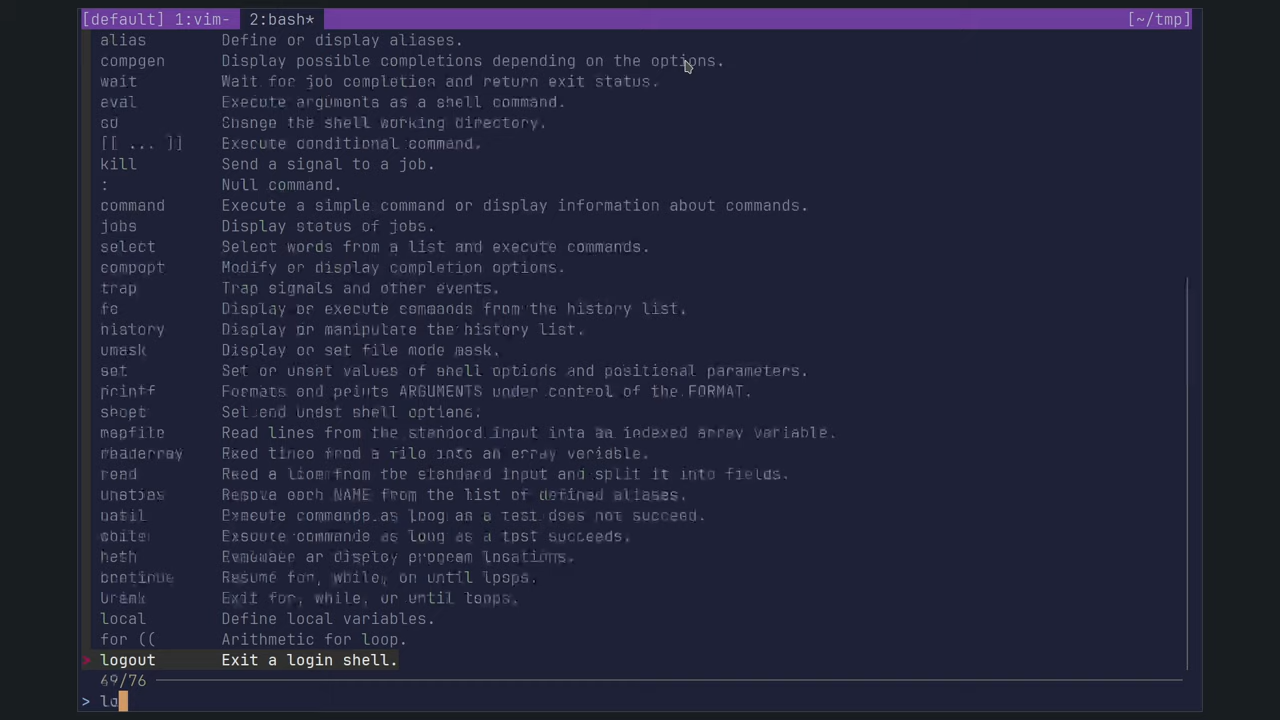 [default] 1:vim- 2:bash* [~/tmp]
alias Define or display aliases.
compgen Display possible completions depending on the options.
wait Wait for job completion and return exit status.
eval Execute arguments as a shell command.
cd Change the shell working directory.
[[ ... ]] Execute conditional command.
kill Send a signal to a job.
: Null command.
command Execute a simple command or display information about commands.
jobs Display status of jobs.
select Select words from a list and execute commands.
compopt Modify or display completion options.
trap Trap signals and other events.
fc Display or execute commands from the history list.
history Display or manipulate the history list.
umask Display or set file mode mask.
set Set or unset values of shell options and positional parameters.
printf Formats and prints ARGUMENTS under control of the FORMAT.
shopt Set and unset shell options.
mapfile Read lines from the standard input into an indexed array variable.
readarray Read lines from a file into an array variable.
read Read a line from the standard input and split it into fields.
unalias Remove each NAME from the list of defined aliases.
until Execute commands as long as a test does not succeed.
while Execute commands as long as a test succeeds.
hash Remember or display program locations.
continue Resume for, while, or until loops.
break Exit for, while, or until loops.
local Define local variables.
for (( Arithmetic for loop.
> logout Exit a login shell.
/76
> lo